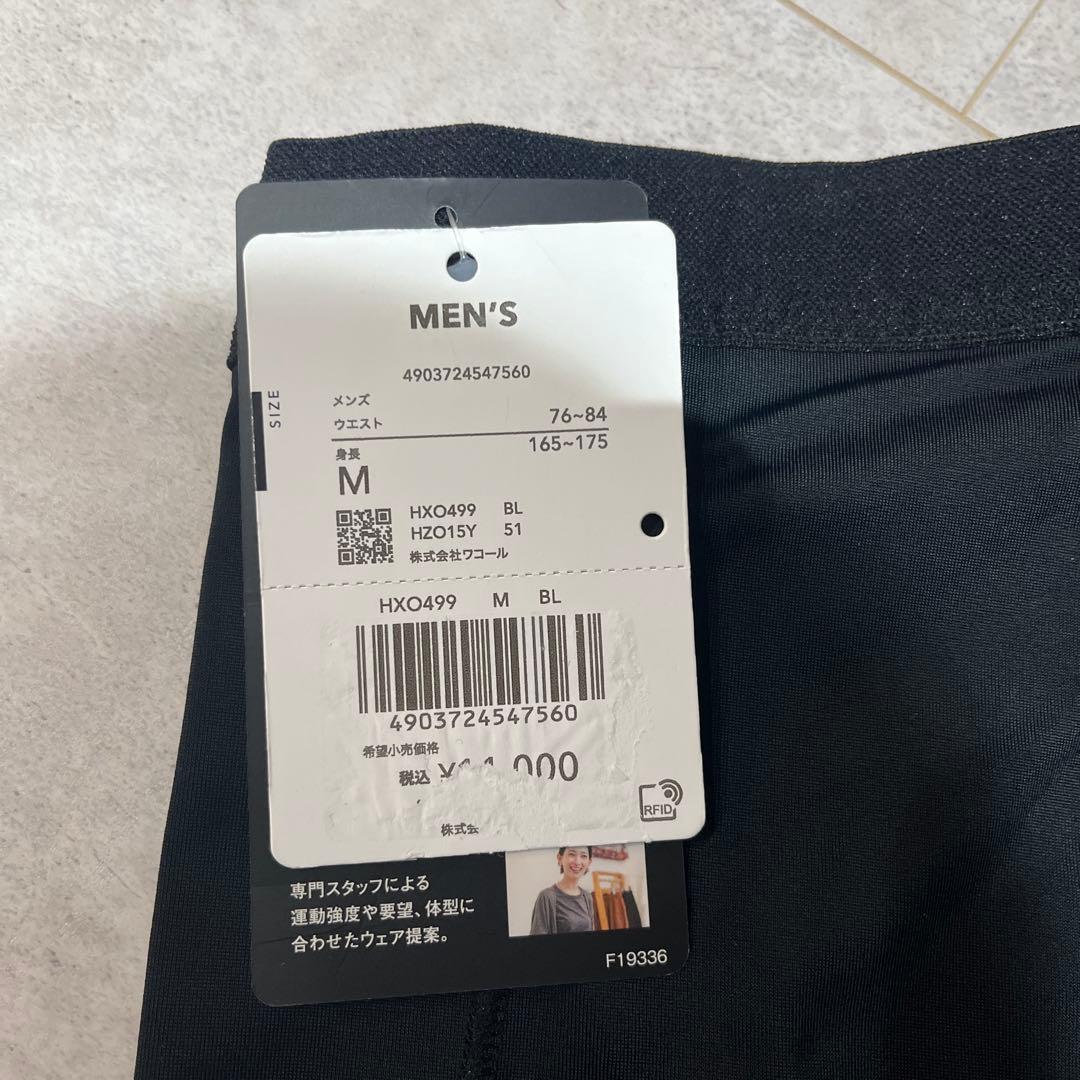 MEN'S
4903724547560
SIZE
メンズ
ウエスト 76~84
身長 165~175
M
HXO499 BL
HZO15Y 51
株式会社ワコール
HXO499 M BL
4903724547560
希望小売価格
税込 ,000
株式会
RFID
専門スタッフによる
運動強度や要望、体型に
合わせたウェア提案。
F19336